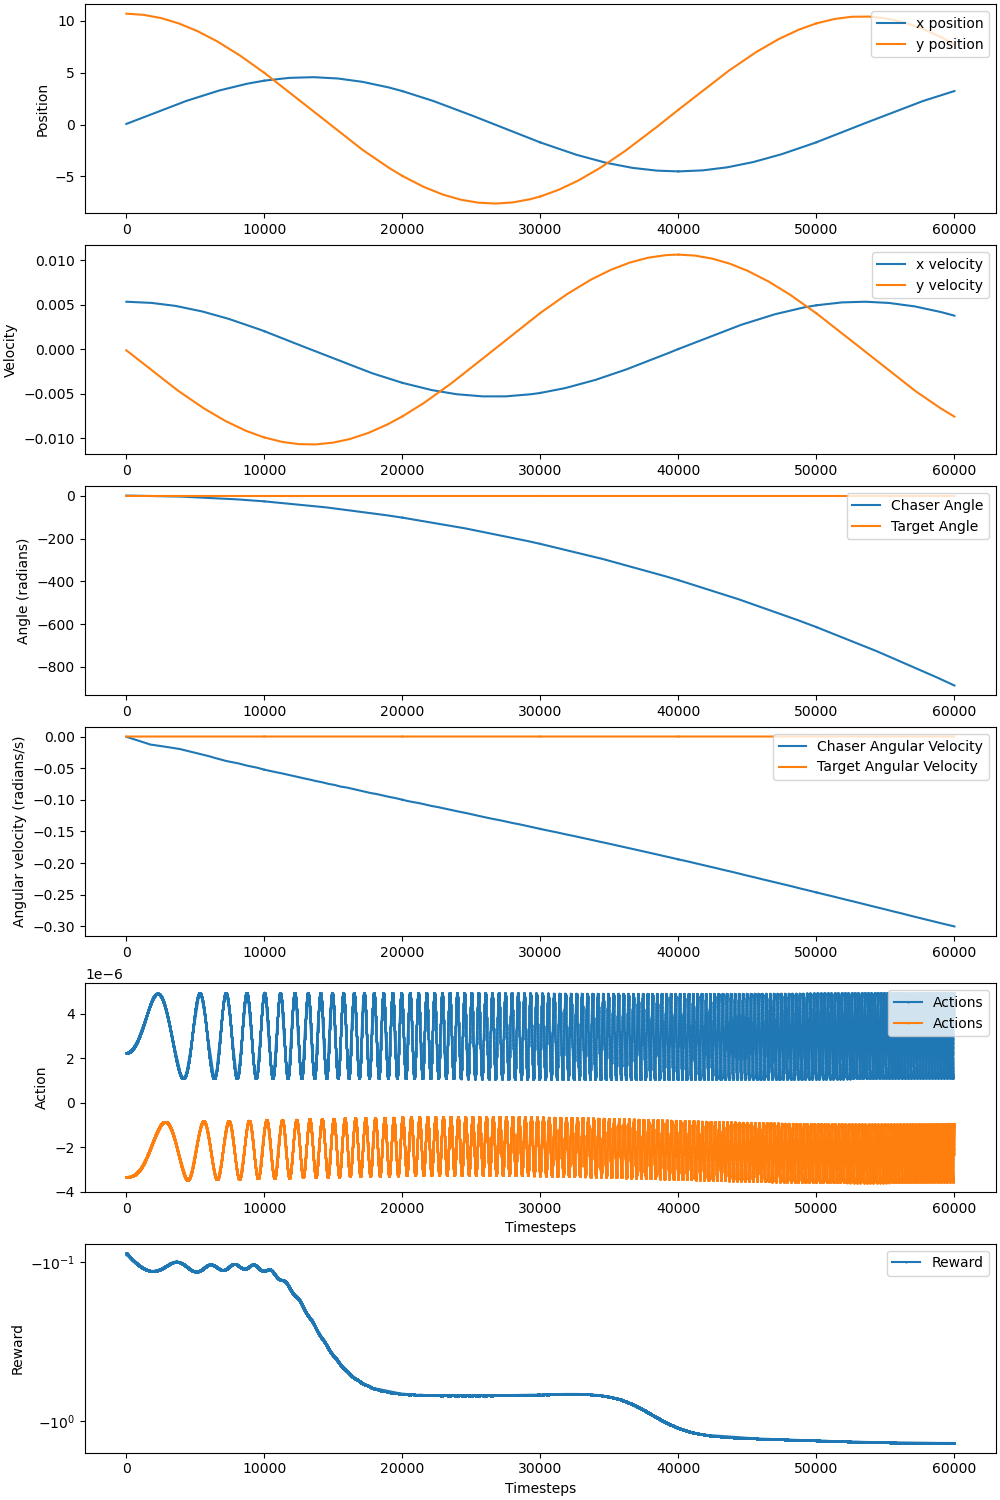 10
5
0
−5
Position
x position
y position
0 10000 20000 30000 40000 50000 60000
0.010
0.005
0.000
−0.005
−0.010
Velocity
x velocity
y velocity
0 10000 20000 30000 40000 50000 60000
0
−200
−400
−600
−800
Angle (radians)
Chaser Angle
Target Angle
0 10000 20000 30000 40000 50000 60000
0.00
−0.05
−0.10
−0.15
−0.20
−0.25
−0.30
Angular velocity (radians/s)
Chaser Angular Velocity
Target Angular Velocity
0 10000 20000 30000 40000 50000 60000
1e−6
4
2
0
−2
−4
Action
Actions
Actions
0 10000 20000 30000 40000 50000 60000
Timesteps
−10⁻¹
−10⁰
Reward
Reward
0 10000 20000 30000 40000 50000 60000
Timesteps